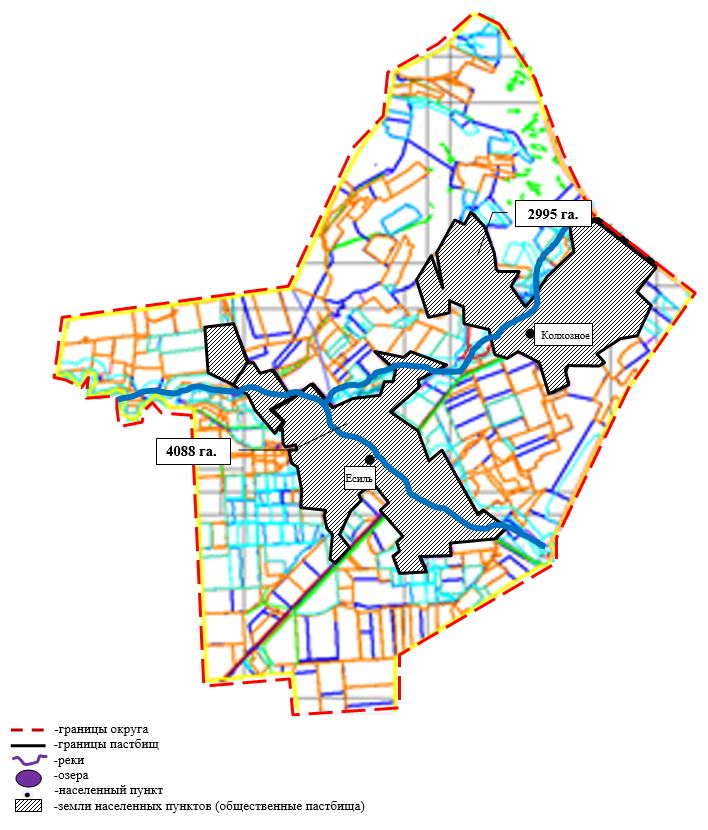 2995 га.
Колхозное
4088 га.
Есиль
-границы округа
-границы пастбищ
-реки
-озера
-населенный пункт
-земли населенных пунктов (общественные пастбища)